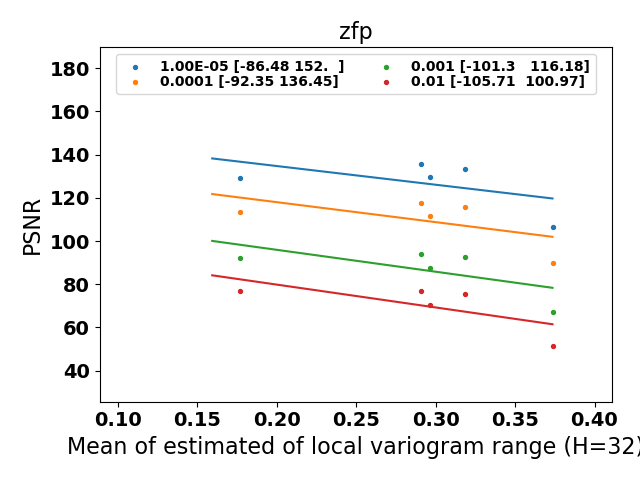 zfp
1.00E-05 [-86.48 152.  ]
0.0001 [-92.35 136.45]
0.001 [-101.3   116.18]
0.01 [-105.71  100.97]
PSNR
180
160
140
120
100
80
60
40
0.10 0.15 0.20 0.25 0.30 0.35 0.40
Mean of estimated of local variogram range (H=32)